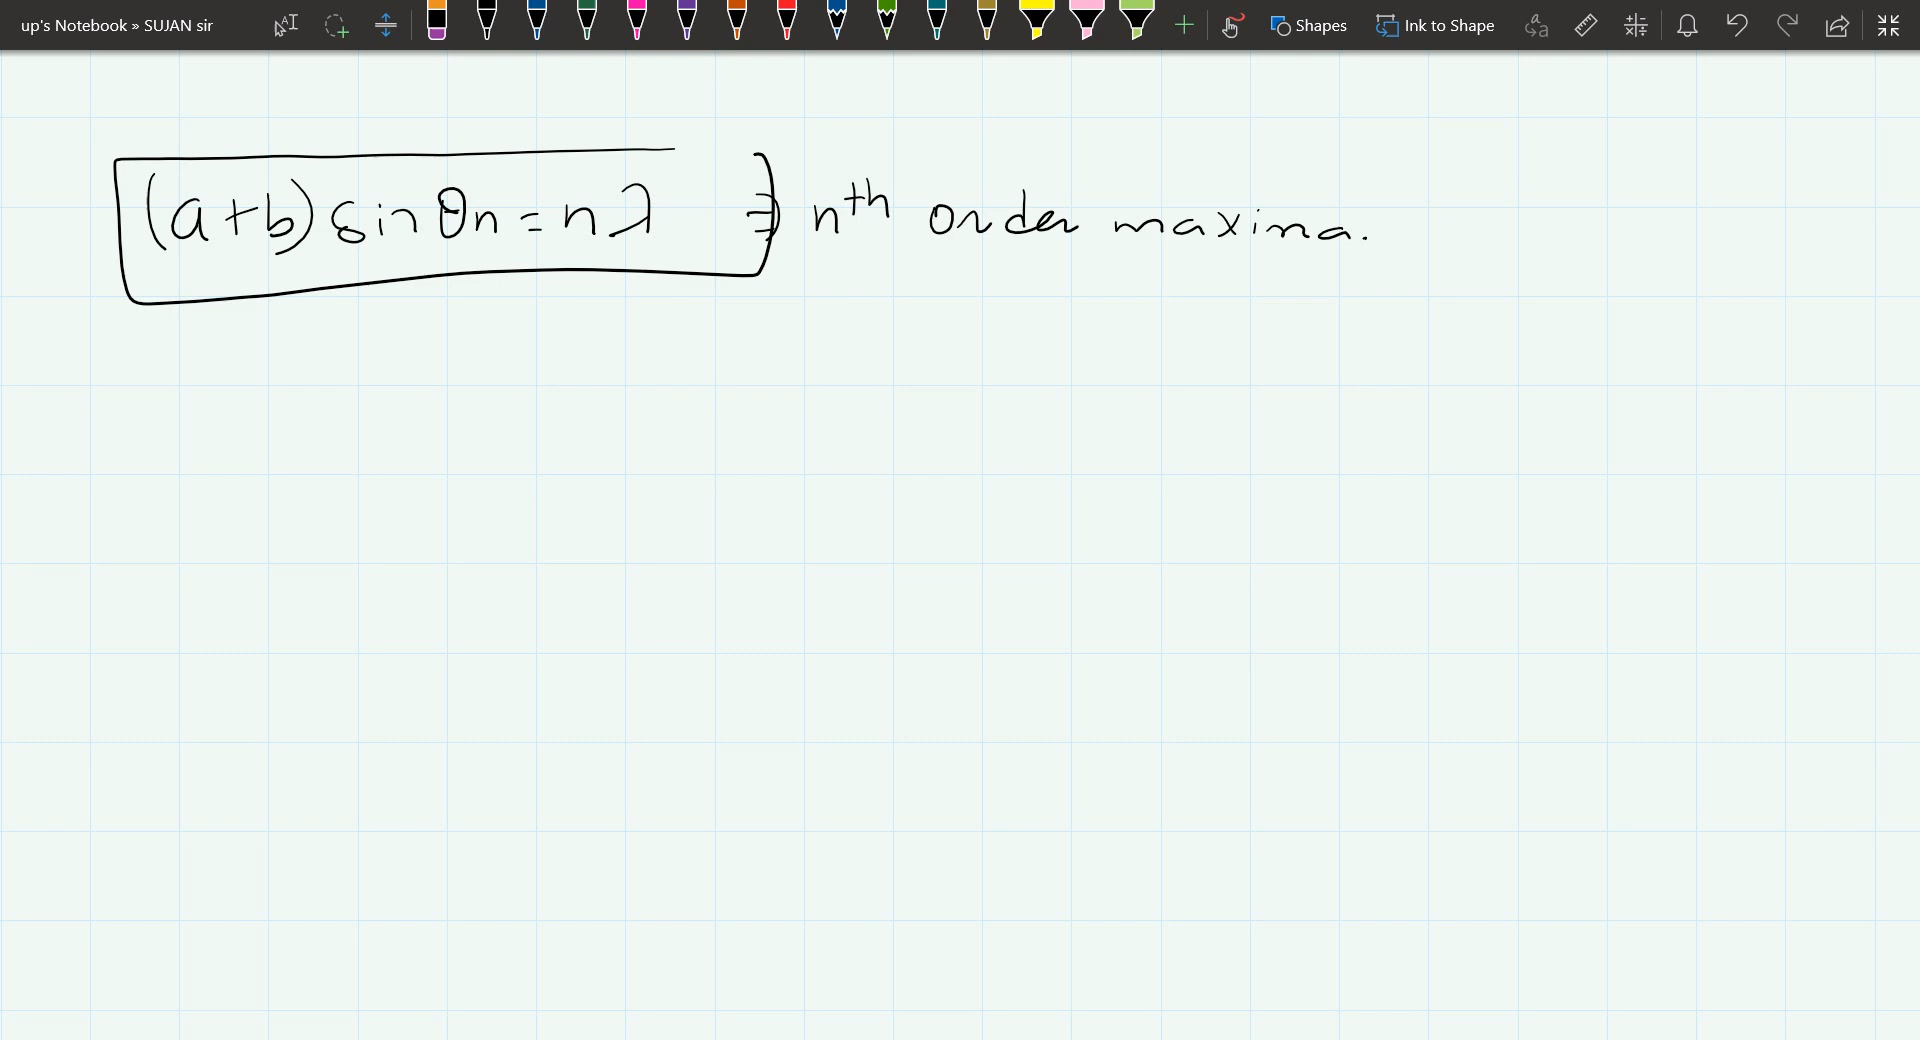 up's Notebook » SUJAN sir Shapes Ink to Shape
(a+b) sin θn = nλ ⇒ nth order maxima.